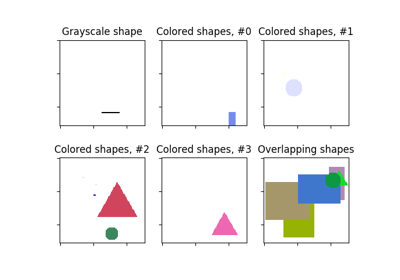 Grayscale shape
Colored shapes, #0
Colored shapes, #1
Colored shapes, #2
Colored shapes, #3
Overlapping shapes